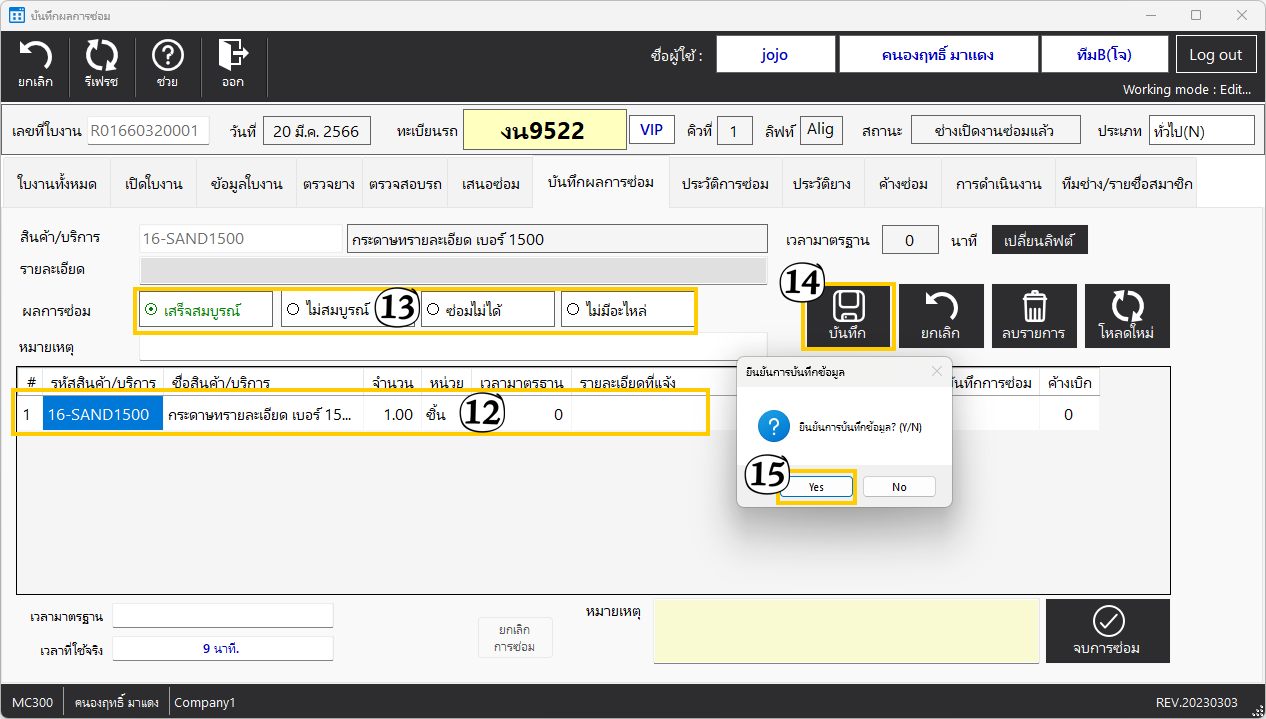 บันทึกผลการซ่อม
ยกเลิก รีเฟรช ช่วย ออก ชื่อผู้ใช้ : jojo คนองฤทธิ์ มาแดง ทีมB(โจ) Log out
Working mode : Edit...
เลขที่ใบงาน R01660320001 วันที่ 20 มี.ค. 2566 ทะเบียนรถ งน9522 VIP คิวที่ 1 ลิฟท์ Alig สถานะ ช่างเปิดงานซ่อมแล้ว ประเภท ทั่วไป(N)
ใบงานทั้งหมด เปิดใบงาน ข้อมูลใบงาน ตรวจยาง ตรวจสอบรถ เสนอซ่อม บันทึกผลการซ่อม ประวัติการซ่อม ประวัติยาง ค้างซ่อม การดำเนินงาน ทีมช่าง/รายชื่อสมาชิก
สินค้า/บริการ 16-SAND1500 กระดาษทรายละเอียด เบอร์ 1500 เวลามาตรฐาน 0 นาที เปลี่ยนลิฟต์
รายละเอียด
14
ผลการซ่อม เสร็จสมบูรณ์ ไม่สมบูรณ์ 13 ซ่อมไม่ได้ ไม่มีอะไหล่
บันทึก ยกเลิก ลบรายการ โหลดใหม่
หมายเหตุ
# รหัสสินค้า/บริการ ชื่อสินค้า/บริการ จำนวน หน่วย เวลามาตรฐาน รายละเอียดที่แจ้ง ันทึกการซ่อม ค้างเบิก
1 16-SAND1500 กระดาษทรายละเอียด เบอร์ 15... 1.00 ชิ้น 12 0 0
ยืนยันการบันทึกข้อมูล
ยืนยันการบันทึกข้อมูล? (Y/N)
15 Yes No
เวลามาตรฐาน
หมายเหตุ
ยกเลิก
การซ่อม
เวลาที่ใช้จริง 9 นาที.
จบการซ่อม
MC300 คนองฤทธิ์ มาแดง Company1 REV.20230303